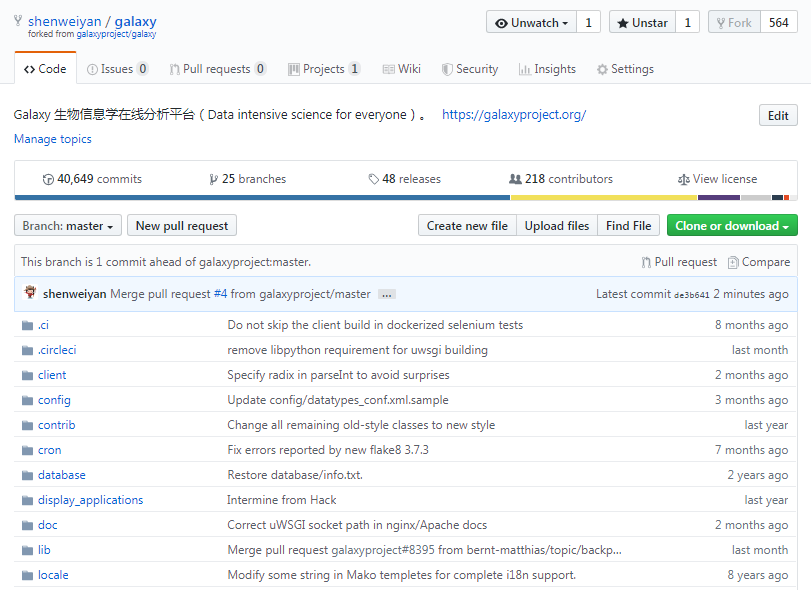 shenweiyan / galaxy
forked from galaxyproject/galaxy
Unwatch 1 Unstar 1 Fork 564
Code Issues 0 Pull requests 0 Projects 1 Wiki Security Insights Settings
Galaxy 生物信息学在线分析平台（Data intensive science for everyone）。 https://galaxyproject.org/ Edit
Manage topics
40,649 commits 25 branches 48 releases 218 contributors View license
Branch: master New pull request Create new file Upload files Find File Clone or download
This branch is 1 commit ahead of galaxyproject:master. Pull request Compare
shenweiyan Merge pull request #4 from galaxyproject/master ... Latest commit de3b641 2 minutes ago
.ci Do not skip the client build in dockerized selenium tests 8 months ago
.circleci remove libpython requirement for uwsgi building last month
client Specify radix in parseInt to avoid surprises 2 months ago
config Update config/datatypes_conf.xml.sample 3 months ago
contrib Change all remaining old-style classes to new style last year
cron Fix errors reported by new flake8 3.7.3 7 months ago
database Restore database/info.txt. 2 years ago
display_applications Intermine from Hack last year
doc Correct uWSGI socket path in nginx/Apache docs 2 months ago
lib Merge pull request galaxyproject#8395 from bernt-matthias/topic/backp... last month
locale Modify some string in Mako templetes for complete i18n support. 8 years ago